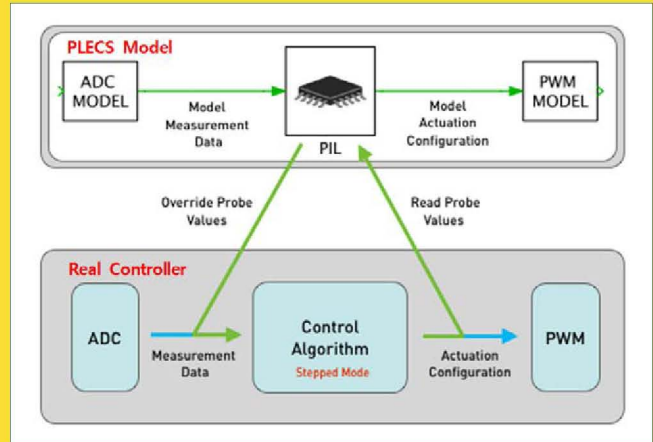 PLECS Model
ADC
MODEL
Model
Measurement
Data
PIL
Model
Actuation
Configuration
PWM
MODEL
Override Probe
Values
Read Probe
Values
Real Controller
ADC
Measurement
Data
Control
Algorithm
Stepped Mode
Actuation
Configuration
PWM